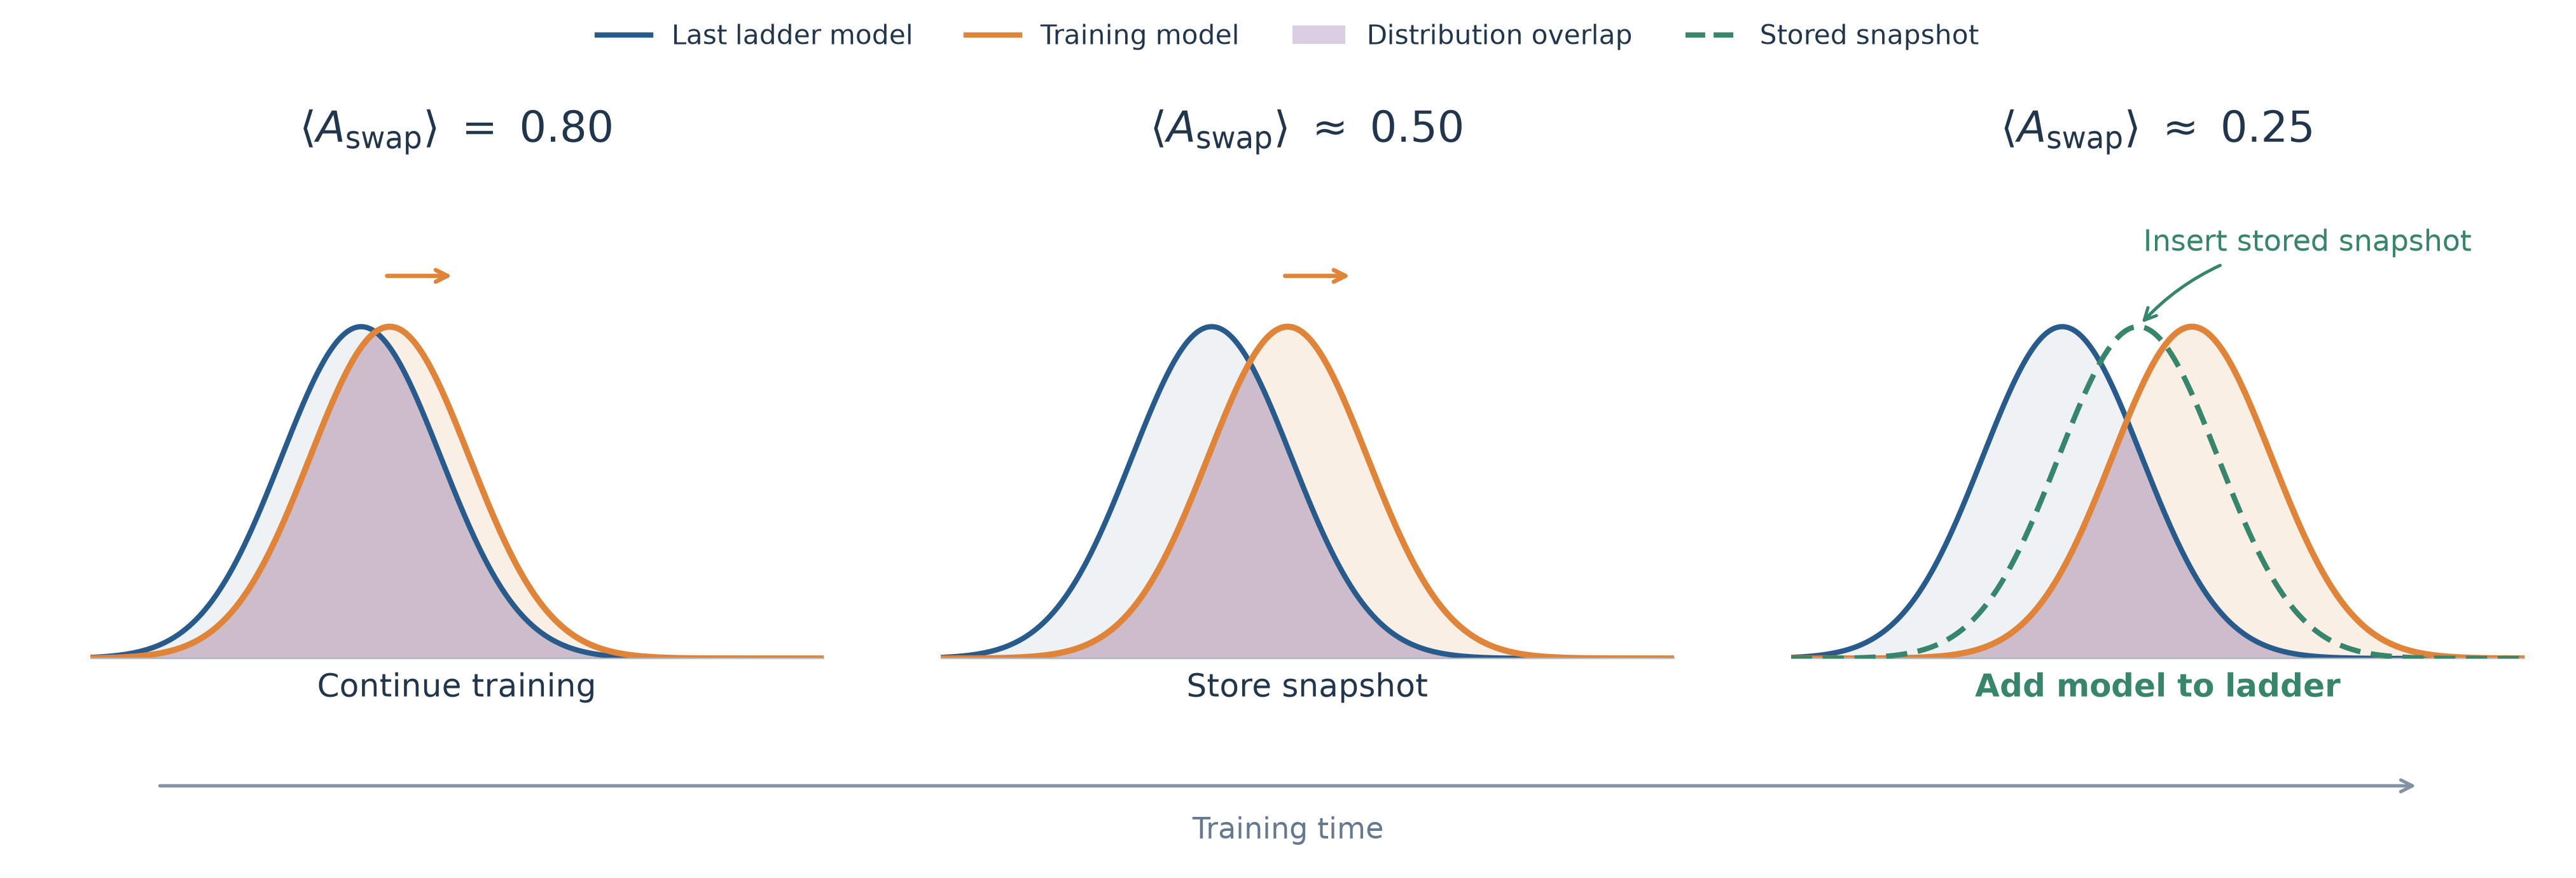 Last ladder model Training model Distribution overlap Stored snapshot
⟨A_swap⟩ = 0.80 ⟨A_swap⟩ ≈ 0.50 ⟨A_swap⟩ ≈ 0.25
Insert stored snapshot
Continue training Store snapshot Add model to ladder
Training time